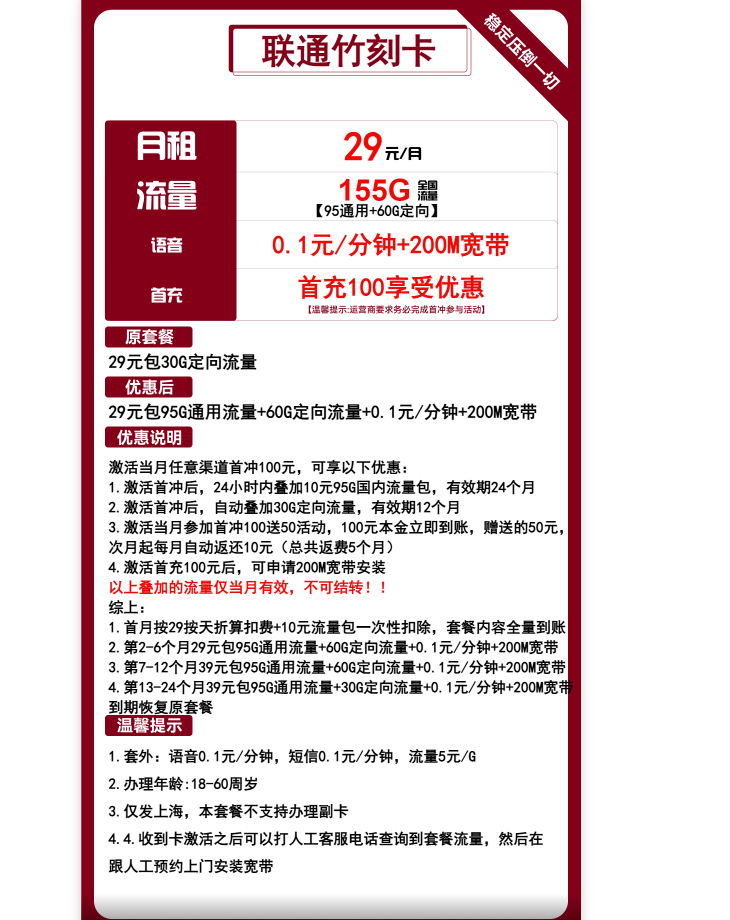 联通竹刻卡
稳定压倒一切
月租
29元/月
流量
155G 全国流量
【95通用+60G定向】
语音
0.1元/分钟+200M宽带
首充
首充100享受优惠
【温馨提示:运营商要求务必完成首冲参与活动】
原套餐
29元包30G定向流量
优惠后
29元包95G通用流量+60G定向流量+0.1元/分钟+200M宽带
优惠说明
激活当月任意渠道首冲100元，可享以下优惠：
1.激活首冲后，24小时内叠加10元95G国内流量包，有效期24个月
2.激活首冲后，自动叠加30G定向流量，有效期12个月
3.激活当月参加首冲100送50活动，100元本金立即到账，赠送的50元，
次月起每月自动返还10元（总共返费5个月）
4.激活首充100元后，可申请200M宽带安装
以上叠加的流量仅当月有效，不可结转！！
综上：
1.首月按29按天折算扣费+10元流量包一次性扣除，套餐内容全量到账
2.第2-6个月29元包95G通用流量+60G定向流量+0.1元/分钟+200M宽带
3.第7-12个月39元包95G通用流量+60G定向流量+0.1元/分钟+200M宽带
4.第13-24个月39元包95G通用流量+30G定向流量+0.1元/分钟+200M宽带
到期恢复原套餐
温馨提示
1.套外：语音0.1元/分钟，短信0.1元/分钟，流量5元/G
2.办理年龄:18-60周岁
3.仅发上海，本套餐不支持办理副卡
4.4.收到卡激活之后可以打人工客服电话查询到套餐流量，然后在
跟人工预约上门安装宽带